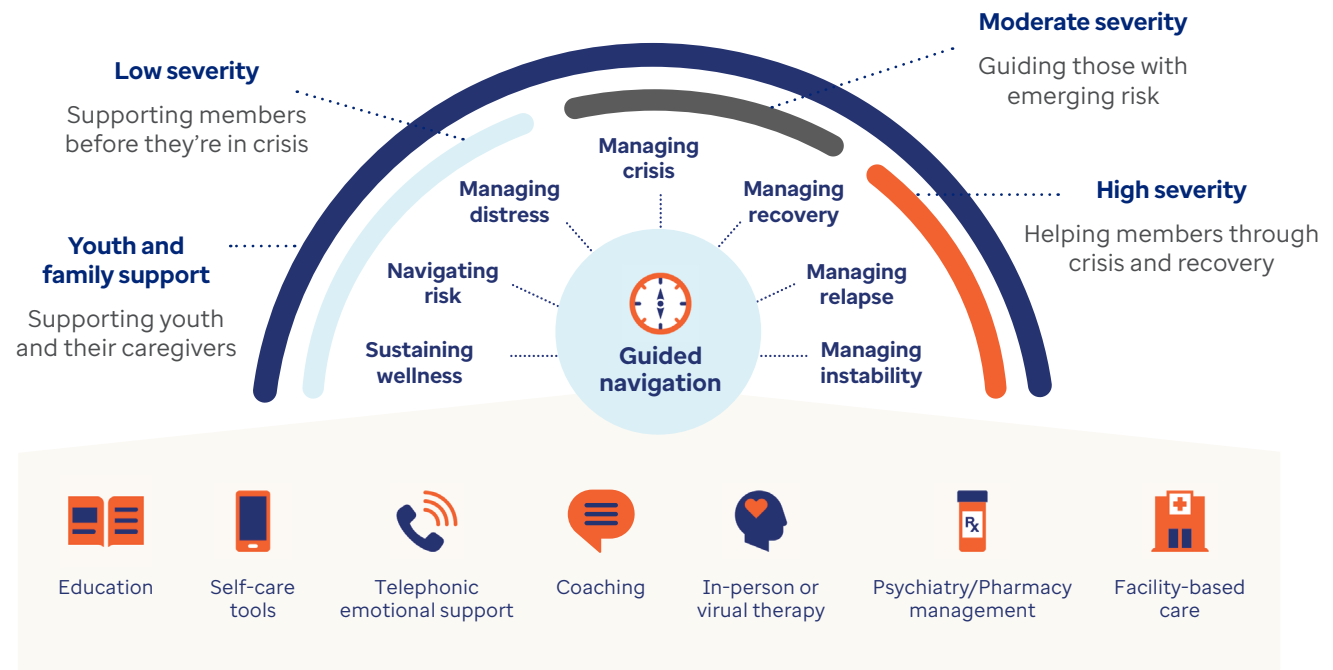 Moderate severity
Guiding those with
emerging risk
Low severity
Supporting members
before they're in crisis
Managing
crisis
Managing
distress
Managing
recovery
High severity
Helping members through
crisis and recovery
Youth and
family support
Supporting youth
and their caregivers
Navigating
risk
Managing
relapse
Sustaining
wellness
Guided
navigation
Managing
instability
Rx
Education
Self-care
tools
Telephonic
emotional support
Coaching
In-person or
virual therapy
Psychiatry/Pharmacy
management
Facility-based
care